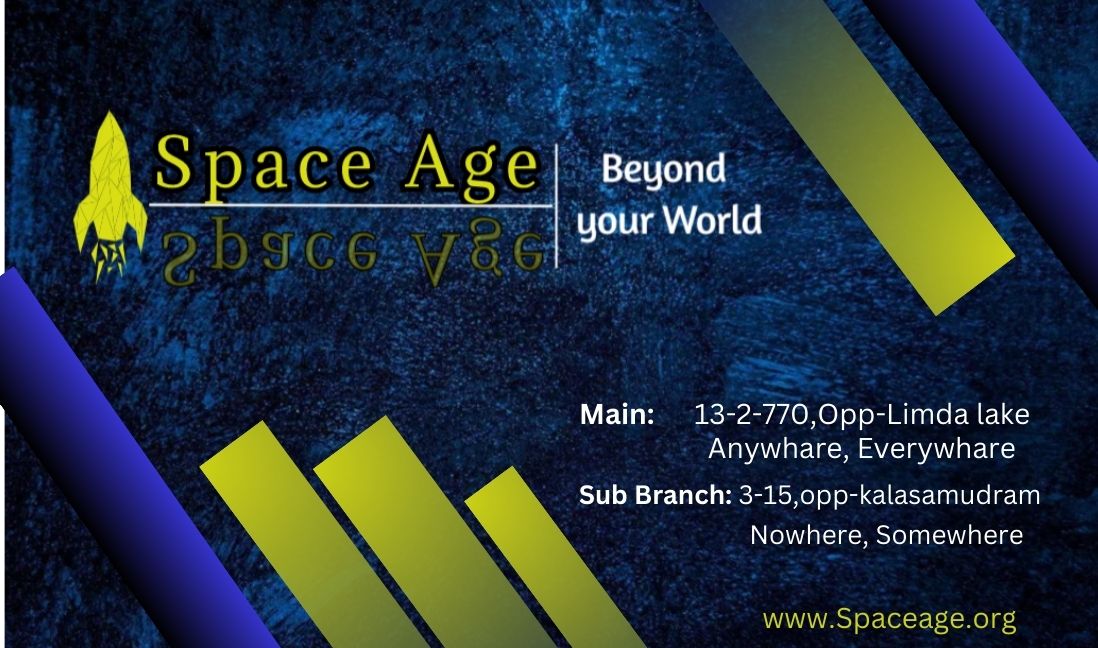 Space Age
Beyond
your World
Main: 13-2-770,Opp-Limda lake
Anywhare, Everywhare
Sub Branch: 3-15,opp-kalasamudram
Nowhere, Somewhere
www.Spaceage.org